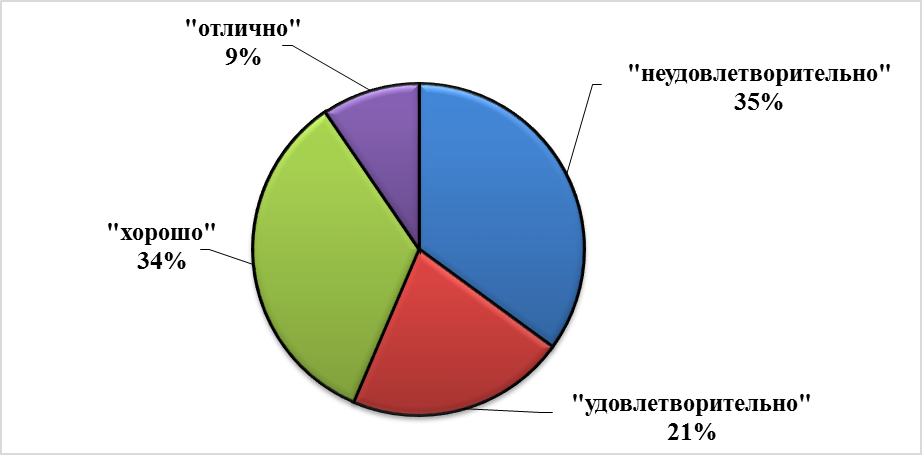 "отлично"
9%
"неудовлетворительно"
35%
"хорошо"
34%
"удовлетворительно"
21%